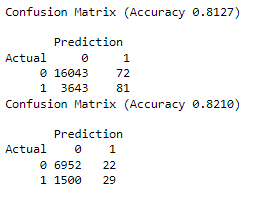 Confusion Matrix (Accuracy 0.8127)
Prediction
Actual 0 1
0 16043 72
1 3643 81
Confusion Matrix (Accuracy 0.8210)
Prediction
Actual 0 1
0 6952 22
1 1500 29